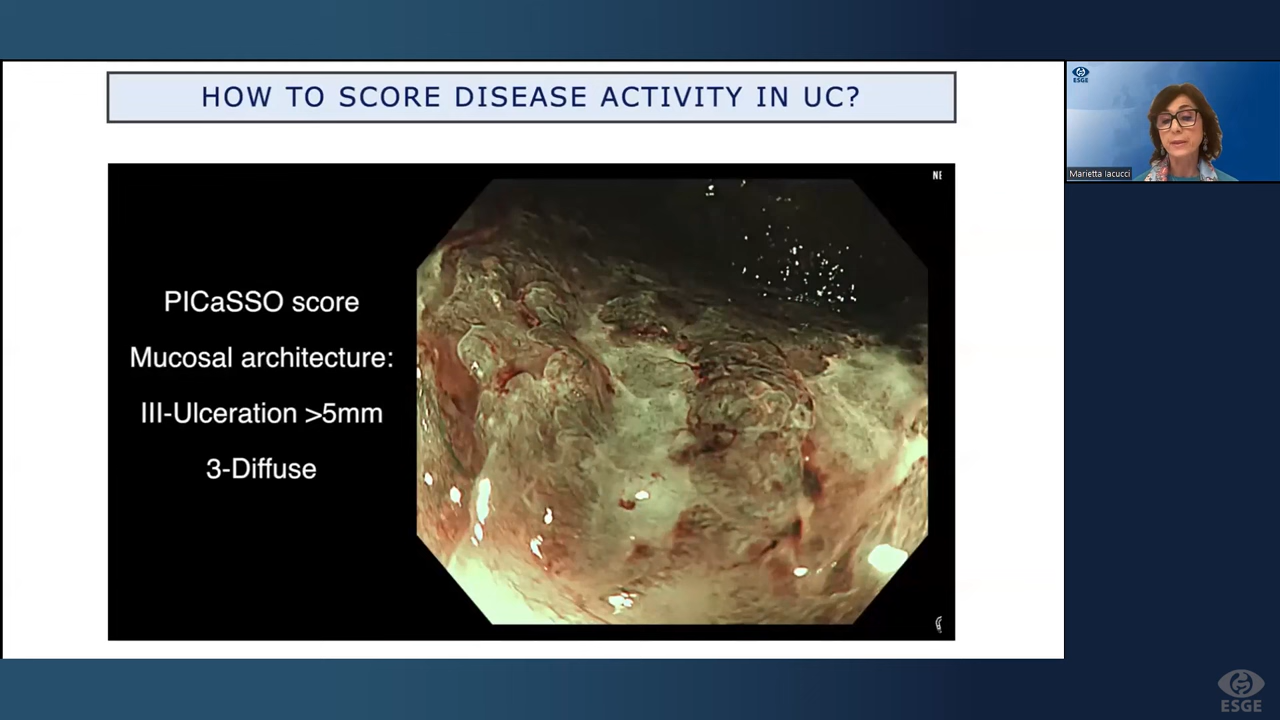 HOW TO SCORE DISEASE ACTIVITY IN UC?
ESGE
Marietta Iacucci
NE
PICaSSO score
Mucosal architecture:
III-Ulceration >5mm
3-Diffuse
ESGE